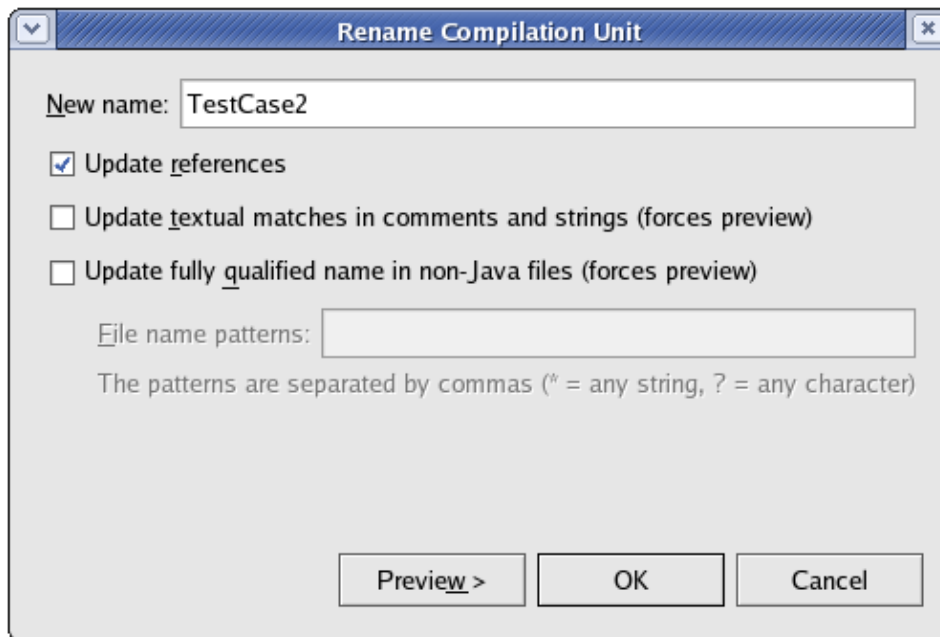 Rename Compilation Unit
New name: TestCase2
Update references
Update textual matches in comments and strings (forces preview)
Update fully qualified name in non-Java files (forces preview)
File name patterns:
The patterns are separated by commas (* = any string, ? = any character)
Preview > OK Cancel